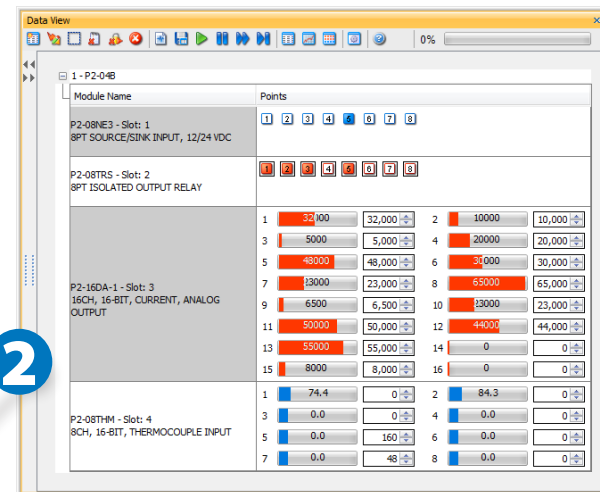 Data View
0%
1 - P2-04B
Module Name Points
P2-08NE3 - Slot: 1
8PT SOURCE/SINK INPUT, 12/24 VDC
1 2 3 4 5 6 7 8
P2-08TRS - Slot: 2
8PT ISOLATED OUTPUT RELAY
1 2 3 4 5 6 7 8
P2-16DA-1 - Slot: 3
16CH, 16-BIT, CURRENT, ANALOG
OUTPUT
1 32000 32,000 2 10000 10,000
3 5000 5,000 4 20000 20,000
5 48000 48,000 6 30000 30,000
7 23000 23,000 8 65000 65,000
9 6500 6,500 10 23000 23,000
11 50000 50,000 12 44000 44,000
13 55000 55,000 14 0 0
15 8000 8,000 16 0 0
2
P2-08THM - Slot: 4
8CH, 16-BIT, THERMOCOUPLE INPUT
1 74.4 0 2 84.3 0
3 0.0 0 4 0.0 0
5 0.0 160 6 0.0 0
7 0.0 48 8 0.0 0